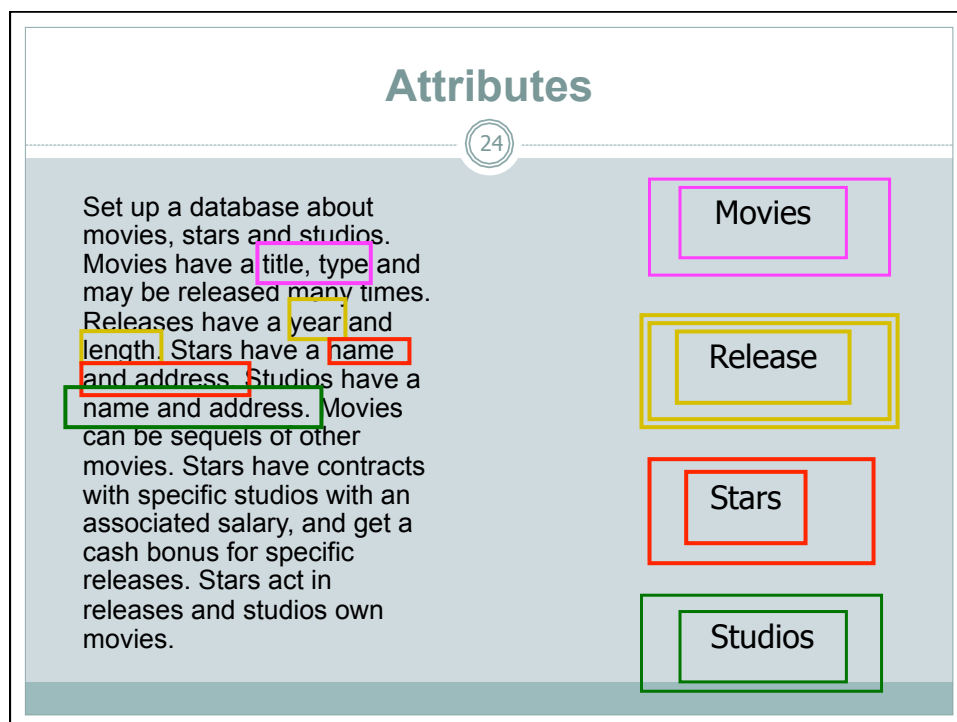 Attributes
24
Set up a database about
movies, stars and studios.
Movies have a title, type and
may be released many times.
Releases have a year and
length. Stars have a name
and address. Studios have a
name and address. Movies
can be sequels of other
movies. Stars have contracts
with specific studios with an
associated salary, and get a
cash bonus for specific
releases. Stars act in
releases and studios own
movies.
Movies
Release
Stars
Studios